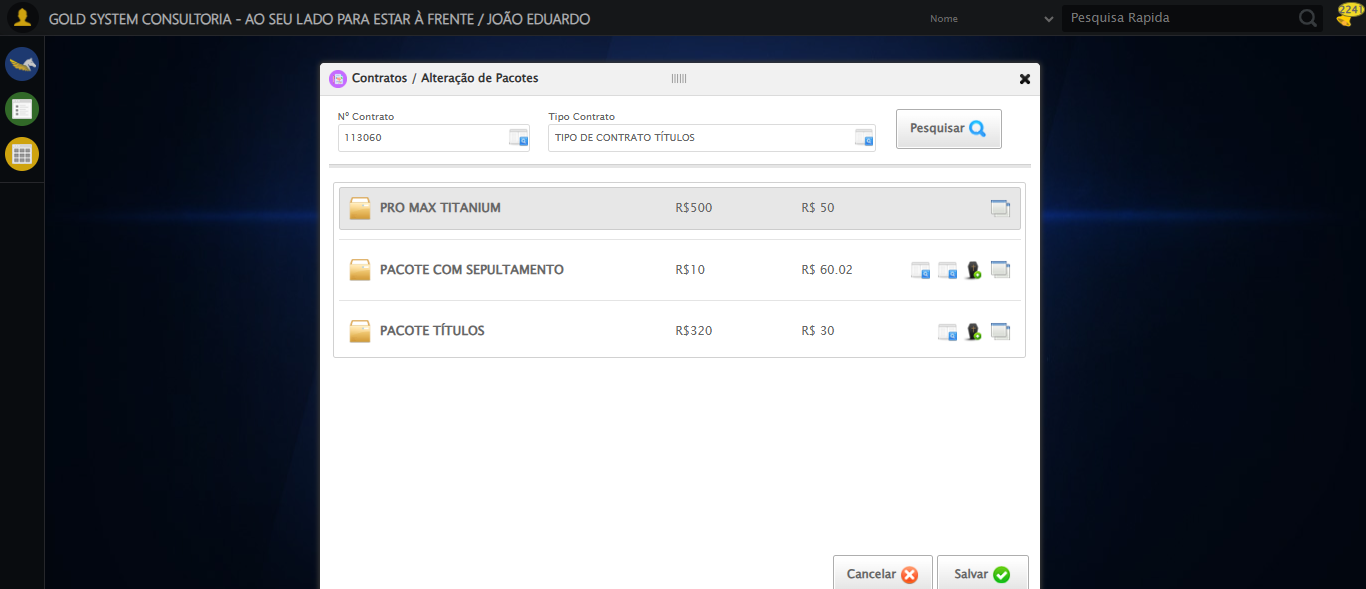 GOLD SYSTEM CONSULTORIA - AO SEU LADO PARA ESTAR À FRENTE / JOÃO EDUARDO
Nome
Pesquisa Rapida
2241
Contratos / Alteração de Pacotes
Nº Contrato
Tipo Contrato
113060
TIPO DE CONTRATO TÍTULOS
Pesquisar
PRO MAX TITANIUM R$500 R$ 50
PACOTE COM SEPULTAMENTO R$10 R$ 60.02
PACOTE TÍTULOS R$320 R$ 30
Cancelar
Salvar